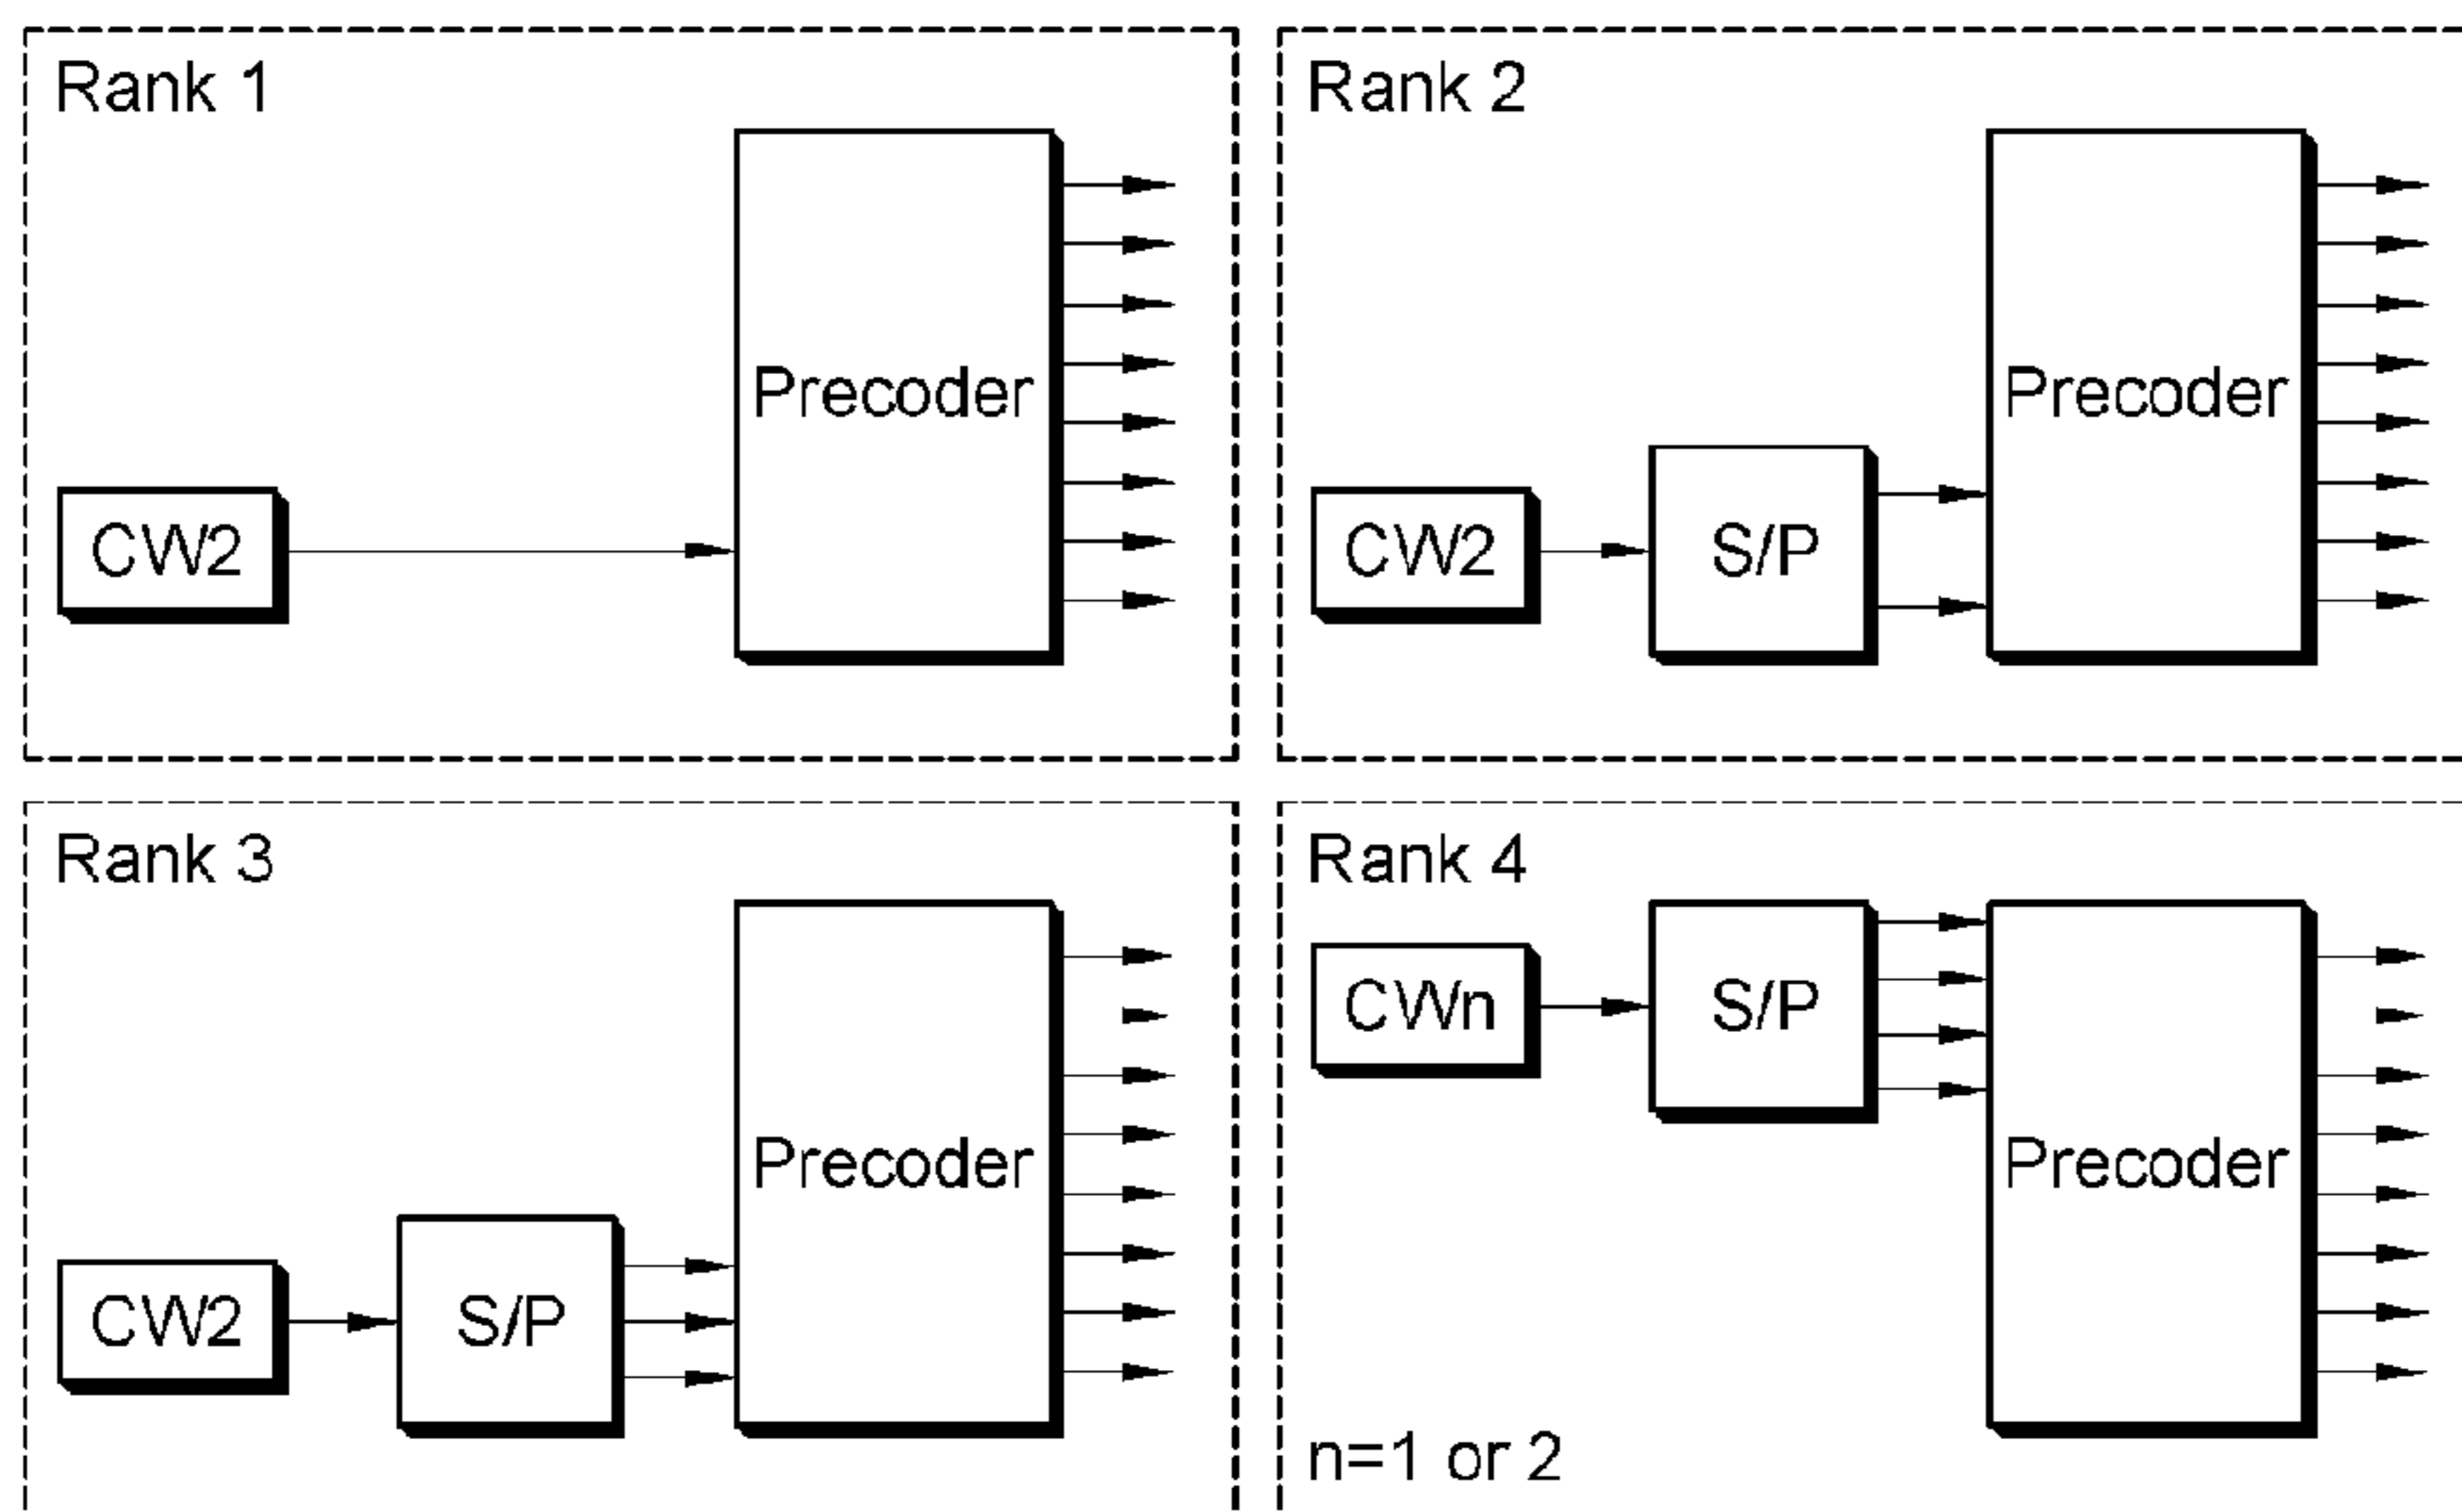 Rank 1
Precoder
CW2
Rank 2
Precoder
CW2
S/P
Rank 3
Precoder
CW2
S/P
Rank 4
CWn
S/P
Precoder
n=1 or 2